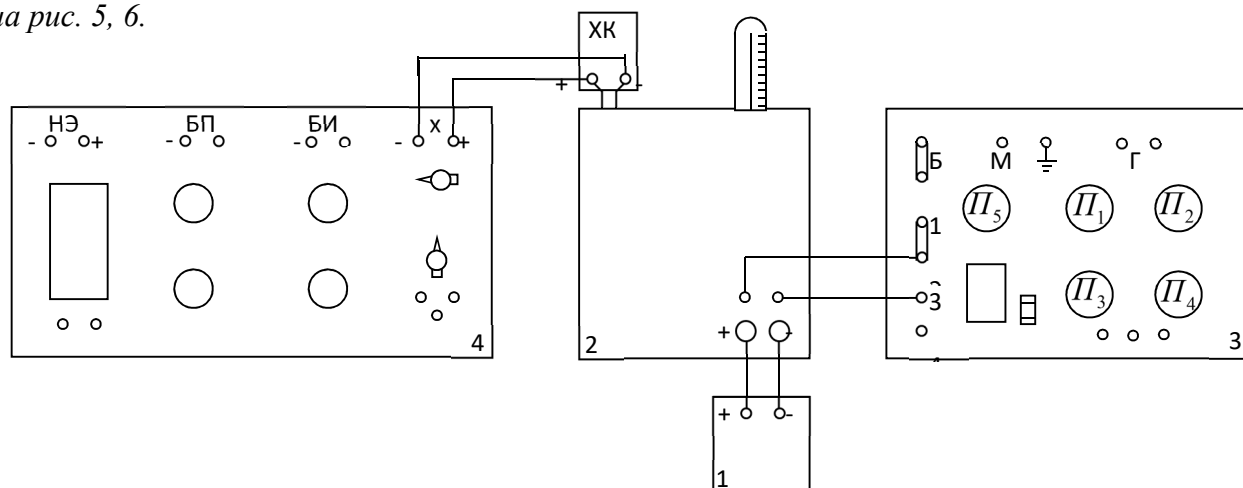 на рис. 5, 6.
ХК
+ -
НЭ БП БИ х
- + - - - +
Б М Г
П₅ П₁ П₂
1
3 П₃ П₄
+ -
4 2 3
+ -
1